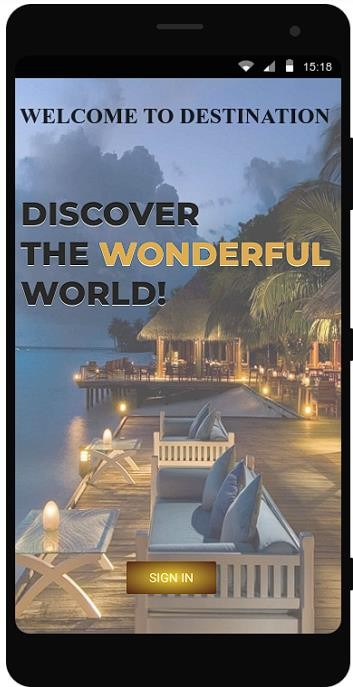 15:18
WELCOME TO DESTINATION
DISCOVER
THE WONDERFUL
WORLD!
SIGN IN